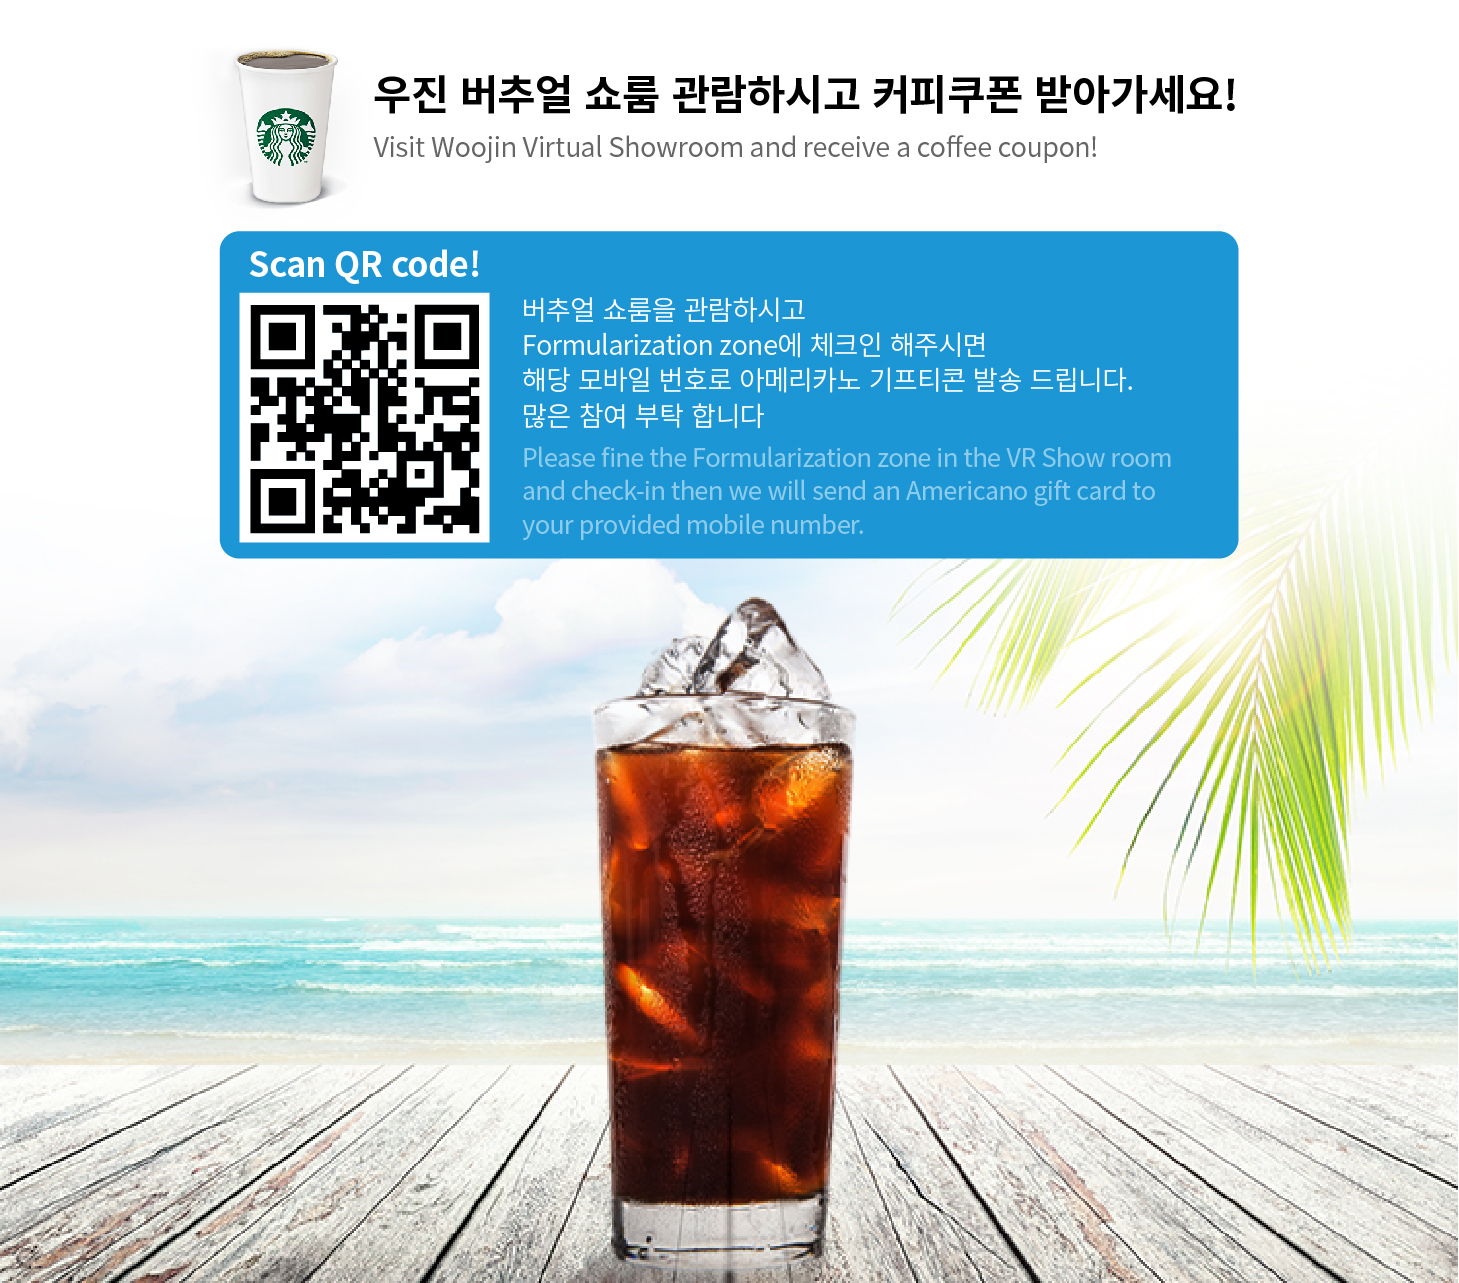 우진 버추얼 쇼룸 관람하시고 커피쿠폰 받아가세요!
Visit Woojin Virtual Showroom and receive a coffee coupon!
Scan QR code!
버추얼 쇼룸을 관람하시고
Formularization zone에 체크인 해주시면
해당 모바일 번호로 아메리카노 기프티콘 발송 드립니다.
많은 참여 부탁 합니다
Please fine the Formularization zone in the VR Show room
and check-in then we will send an Americano gift card to
your provided mobile number.